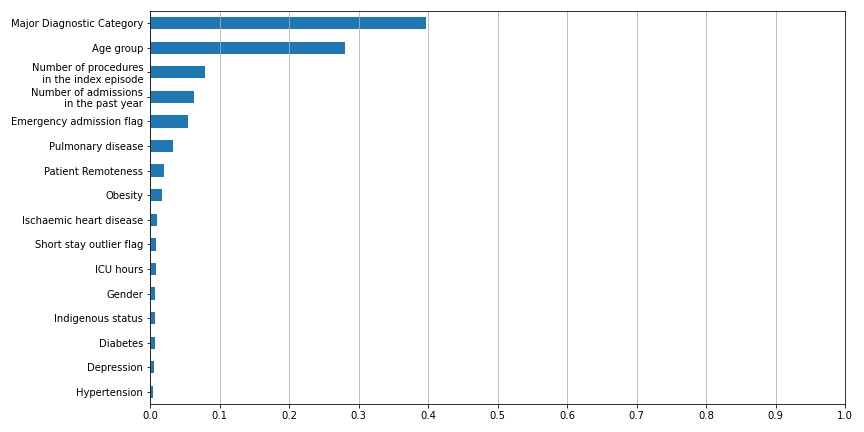 Major Diagnostic Category
Age group
Number of procedures
in the index episode
Number of admissions
in the past year
Emergency admission flag
Pulmonary disease
Patient Remoteness
Obesity
Ischaemic heart disease
Short stay outlier flag
ICU hours
Gender
Indigenous status
Diabetes
Depression
Hypertension
0.0 0.1 0.2 0.3 0.4 0.5 0.6 0.7 0.8 0.9 1.0